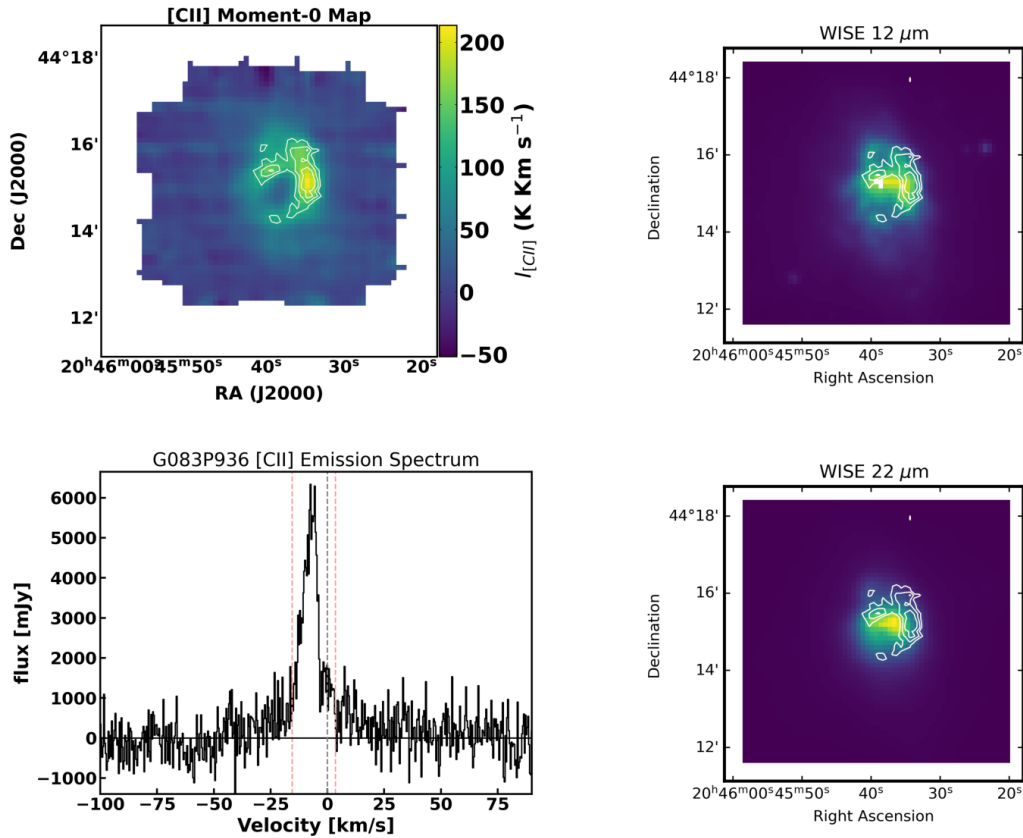 [CII] Moment-0 Map
44°18'
16'
14'
12'
Dec (J2000)
20ʰ46ᵐ00ˢ45ᵐ50ˢ 40ˢ 30ˢ 20ˢ
RA (J2000)
200
150
100
50
0
−50
I[CII] (K Km s⁻¹)
WISE 12 μm
44°18'
16'
14'
12'
Declination
20ʰ46ᵐ00ˢ45ᵐ50ˢ 40ˢ 30ˢ 20ˢ
Right Ascension
G083P936 [CII] Emission Spectrum
6000
5000
4000
3000
2000
1000
0
−1000
flux [mJy]
−100 −75 −50 −25 0 25 50 75
Velocity [km/s]
WISE 22 μm
44°18'
16'
14'
12'
Declination
20ʰ46ᵐ00ˢ45ᵐ50ˢ 40ˢ 30ˢ 20ˢ
Right Ascension